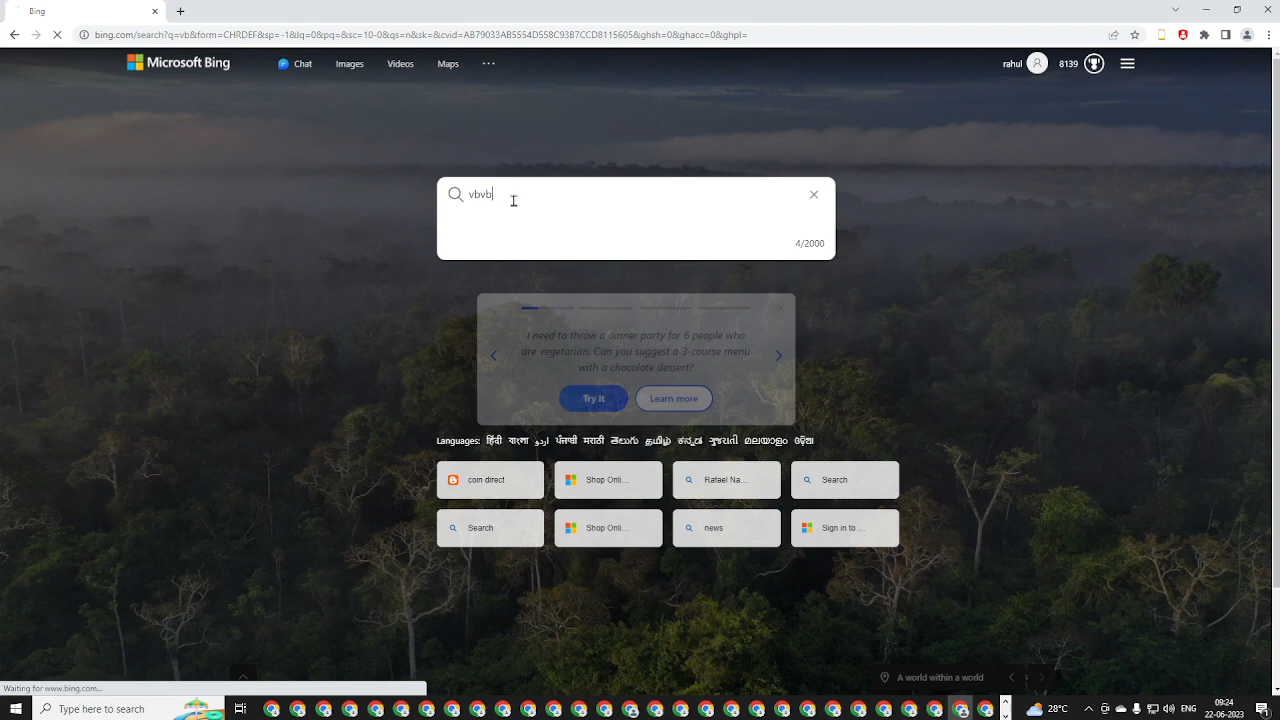 Bing
bing.com/search?q=vb&form=CHRDEF&sp=-1&lq=0&pq=&sc=10-0&qs=n&sk=&cvid=AB79033AB5554D558C93B7CCD8115605&ghsh=0&ghacc=0&ghpl=
Microsoft Bing Chat Images Videos Maps rahul 8139
vbvb
4/2000
I need to throw a dinner party for 6 people who
are vegetarian. Can you suggest a 3-course menu
with a chocolate dessert?
Try it Learn more
Languages: हिंदी বাংলা اردو ਪੰਜਾਬੀ मराठी తెలుగు தமிழ் ಕನ್ನಡ ગુજરાતી മലയാളം ଓଡ଼ିଆ
coin direct Shop Onli... Rafael Na... Search
Search Shop Onli... news Sign in to ...
A world within a world
Waiting for www.bing.com...
Type here to search 28°C ENG 09:24
22-06-2023